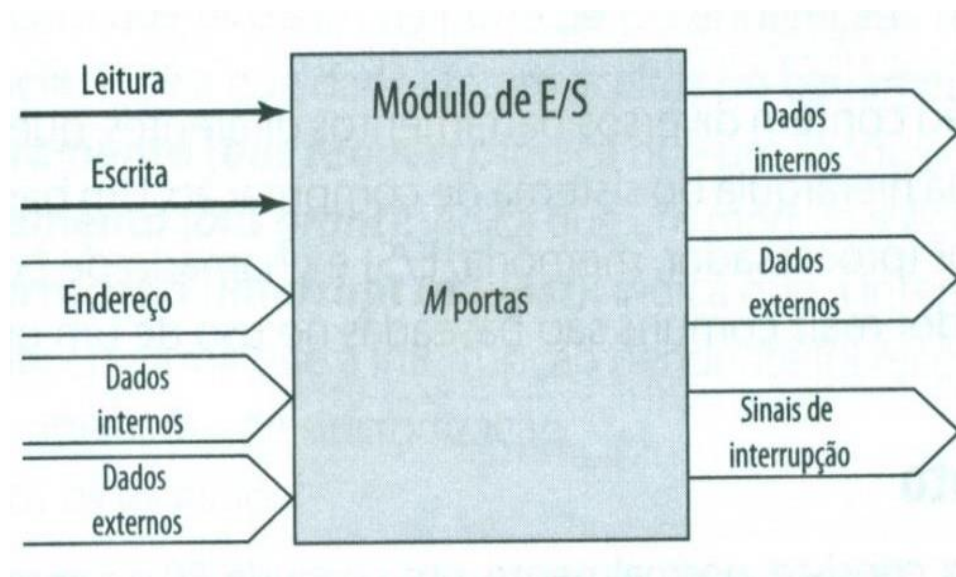 Leitura
Escrita
Endereço
Dados
internos
Dados
externos
Módulo de E/S
M portas
Dados
internos
Dados
externos
Sinais de
interrupção